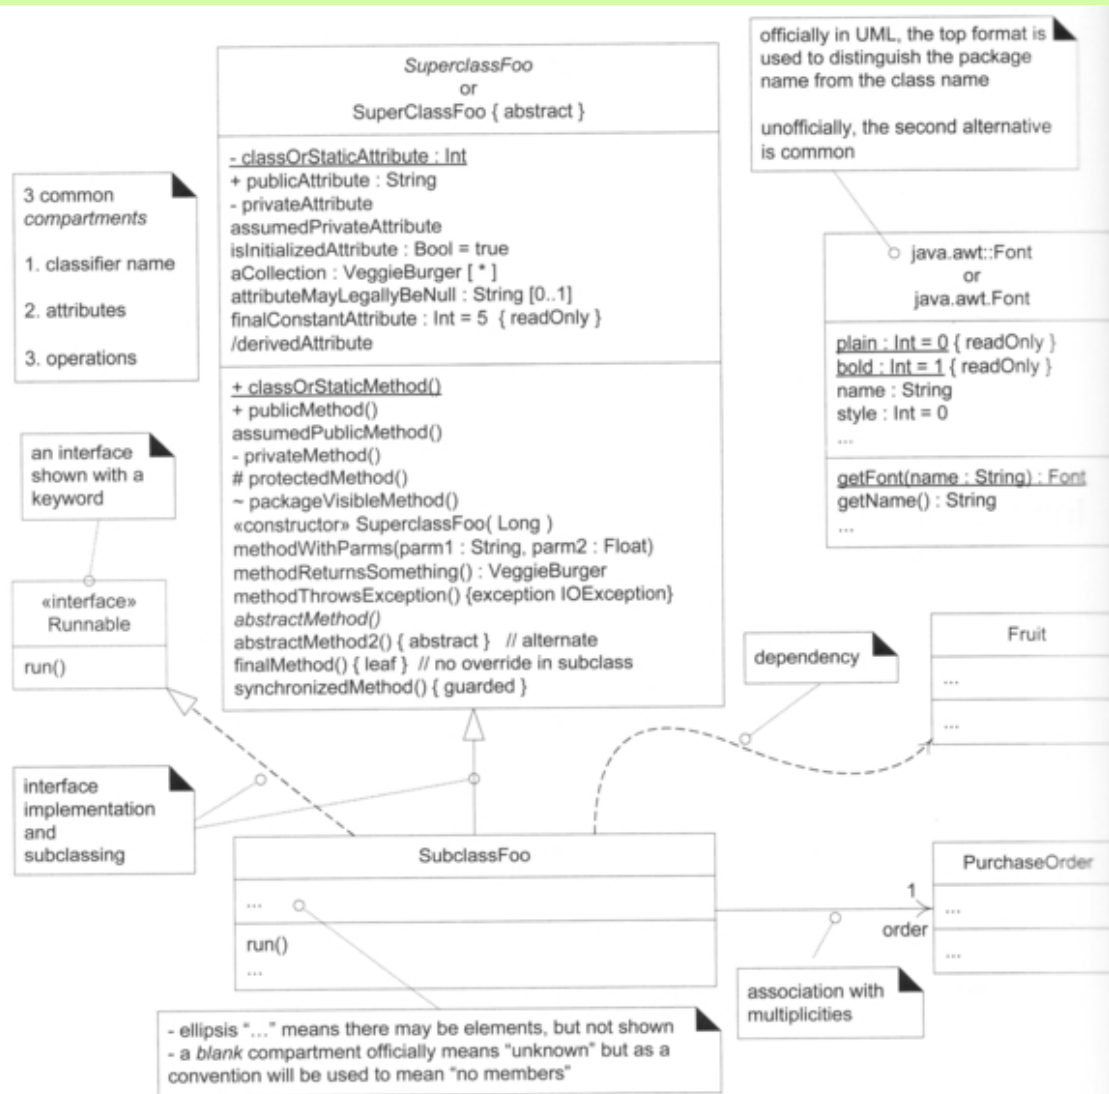 SuperclassFoo
or
SuperClassFoo { abstract }
- classOrStaticAttribute : Int
+ publicAttribute : String
- privateAttribute
assumedPrivateAttribute
isInitializedAttribute : Bool = true
aCollection : VeggieBurger [ * ]
attributeMayLegallyBeNull : String [0..1]
finalConstantAttribute : Int = 5 { readOnly }
/derivedAttribute
+ classOrStaticMethod()
+ publicMethod()
assumedPublicMethod()
- privateMethod()
# protectedMethod()
~ packageVisibleMethod()
«constructor» SuperclassFoo( Long )
methodWithParms(parm1 : String, parm2 : Float)
methodReturnsSomething() : VeggieBurger
methodThrowsException() {exception IOException}
abstractMethod()
abstractMethod2() { abstract } // alternate
finalMethod() { leaf } // no override in subclass
synchronizedMethod() { guarded }
3 common
compartments
1. classifier name
2. attributes
3. operations
officially in UML, the top format is
used to distinguish the package
name from the class name
unofficially, the second alternative
is common
java.awt::Font
or
java.awt.Font
plain : Int = 0 { readOnly }
bold : Int = 1 { readOnly }
name : String
style : Int = 0
...
getFont(name : String) : Font
getName() : String
...
an interface
shown with a
keyword
«interface»
Runnable
run()
dependency
Fruit
...
...
interface
implementation
and
subclassing
SubclassFoo
...
run()
...
1
order
PurchaseOrder
...
...
association with
multiplicities
- ellipsis “...” means there may be elements, but not shown
- a blank compartment officially means “unknown” but as a
convention will be used to mean “no members”